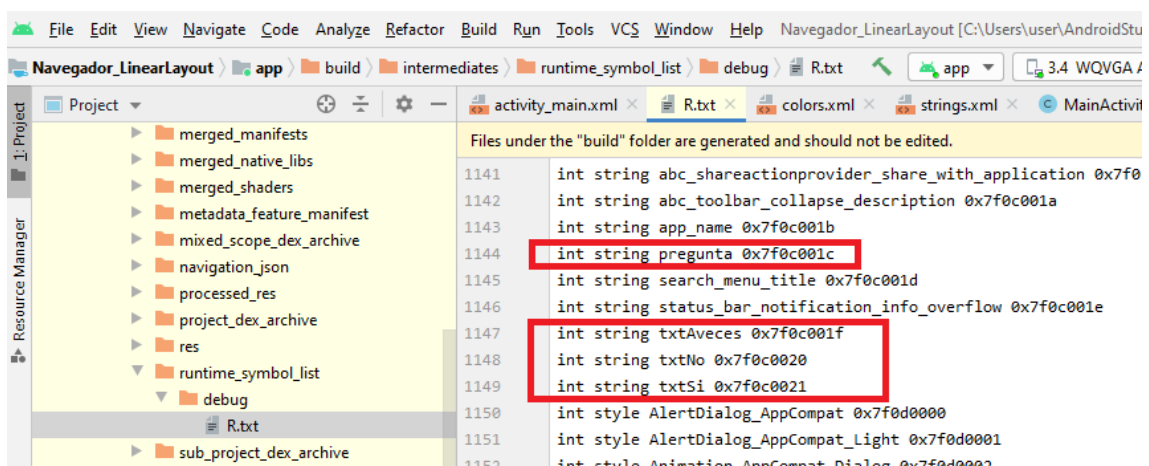 File Edit View Navigate Code Analyze Refactor Build Run Tools VCS Window Help Navegador_LinearLayout [C:\Users\user\AndroidStu
Navegador_LinearLayout app build intermediates runtime_symbol_list debug R.txt app 3.4 WQVGA A
1: Project
Resource Manager
Project
merged_manifests
merged_native_libs
merged_shaders
metadata_feature_manifest
mixed_scope_dex_archive
navigation_json
processed_res
project_dex_archive
res
runtime_symbol_list
debug
R.txt
sub_project_dex_archive
activity_main.xml R.txt colors.xml strings.xml MainActivit
Files under the "build" folder are generated and should not be edited.
1141 int string abc_shareactionprovider_share_with_application 0x7f0
1142 int string abc_toolbar_collapse_description 0x7f0c001a
1143 int string app_name 0x7f0c001b
1144 int string pregunta 0x7f0c001c
1145 int string search_menu_title 0x7f0c001d
1146 int string status_bar_notification_info_overflow 0x7f0c001e
1147 int string txtAveces 0x7f0c001f
1148 int string txtNo 0x7f0c0020
1149 int string txtSi 0x7f0c0021
1150 int style AlertDialog_AppCompat 0x7f0d0000
1151 int style AlertDialog_AppCompat_Light 0x7f0d0001
1152 int style Animation_AppCompat_Dialog 0x7f0d0002